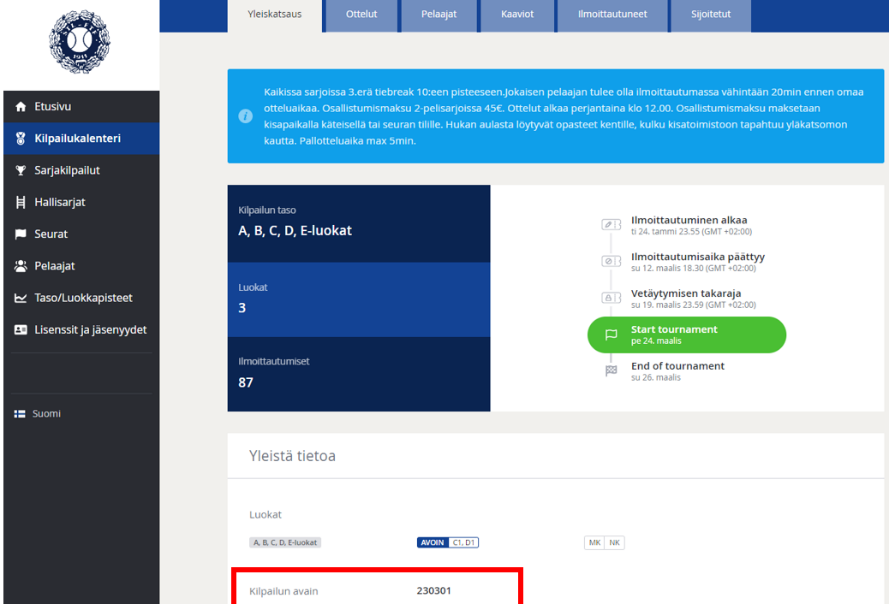 Yleiskatsaus
Ottelut
Pelaajat
Kaaviot
Ilmoittautuneet
Sijoitetut
1911
Etusivu
Kilpailukalenteri
Sarjakilpailut
Hallisarjat
Seurat
Pelaajat
Taso/Luokkapisteet
Lisenssit ja jäsenyydet
Suomi
Kaikissa sarjoissa 3.erä tiebreak 10:een pisteeseen.Jokaisen pelaajan tulee olla ilmoittautumassa vähintään 20min ennen omaa
otteluaikaa. Osallistumismaksu 2-pelisarjoissa 45€. Ottelut alkaa perjantaina klo 12.00. Osallistumismaksu maksetaan
kisapaikalla käteisellä tai seuran tilille. Hukan aulasta löytyvät opasteet kentille, kulku kisatoimistoon tapahtuu yläkatsomon
kautta. Pallotteluaika max 5min.
Kilpailun taso
A, B, C, D, E-luokat
Luokat
3
Ilmoittautumiset
87
Ilmoittautuminen alkaa
ti 24. tammi 23.55 (GMT +02:00)
Ilmoittautumisaika päättyy
su 12. maalis 18.30 (GMT +02:00)
Vetäytymisen takaraja
su 19. maalis 23.59 (GMT +02:00)
Start tournament
pe 24. maalis
End of tournament
su 26. maalis
Yleistä tietoa
Luokat
A, B, C, D, E-luokat
AVOIN C1, D1
MK NK
Kilpailun avain 230301